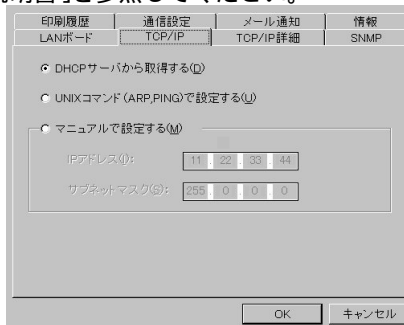 明書」を参照してください。
印刷履歴 通信設定 メール通知 情報
LANボード TCP/IP TCP/IP詳細 SNMP
DHCPサーバから取得する(D)
UNIXコマンド(ARP,PING)で設定する(U)
マニュアルで設定する(M)
IPアドレス(I): 11 . 22 . 33 . 44
サブネットマスク(S): 255 . 0 . 0 . 0
OK キャンセル